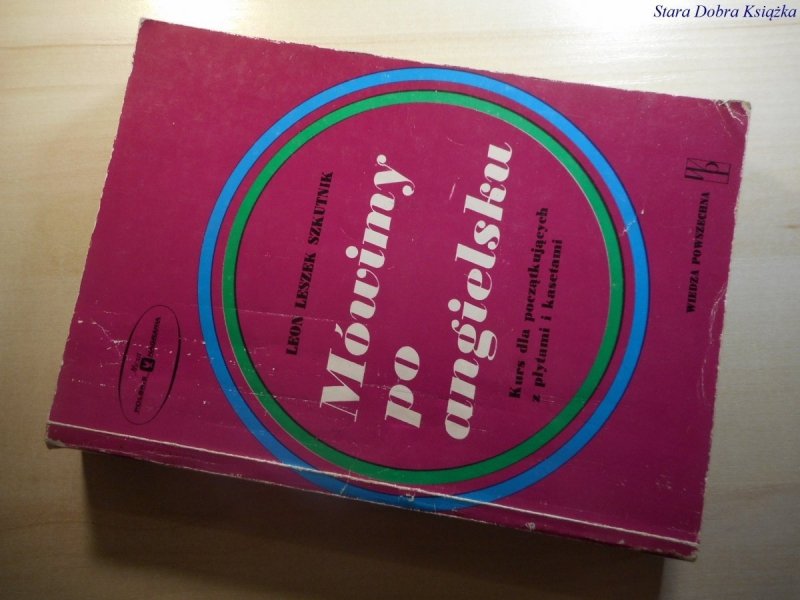 Stara Dobra Książka
LEON LESZEK SZKUTNIK
Mówimy
po
angielsku
Kurs dla początkujących
z płytami i kasetami
WIEDZA POWSZECHNA